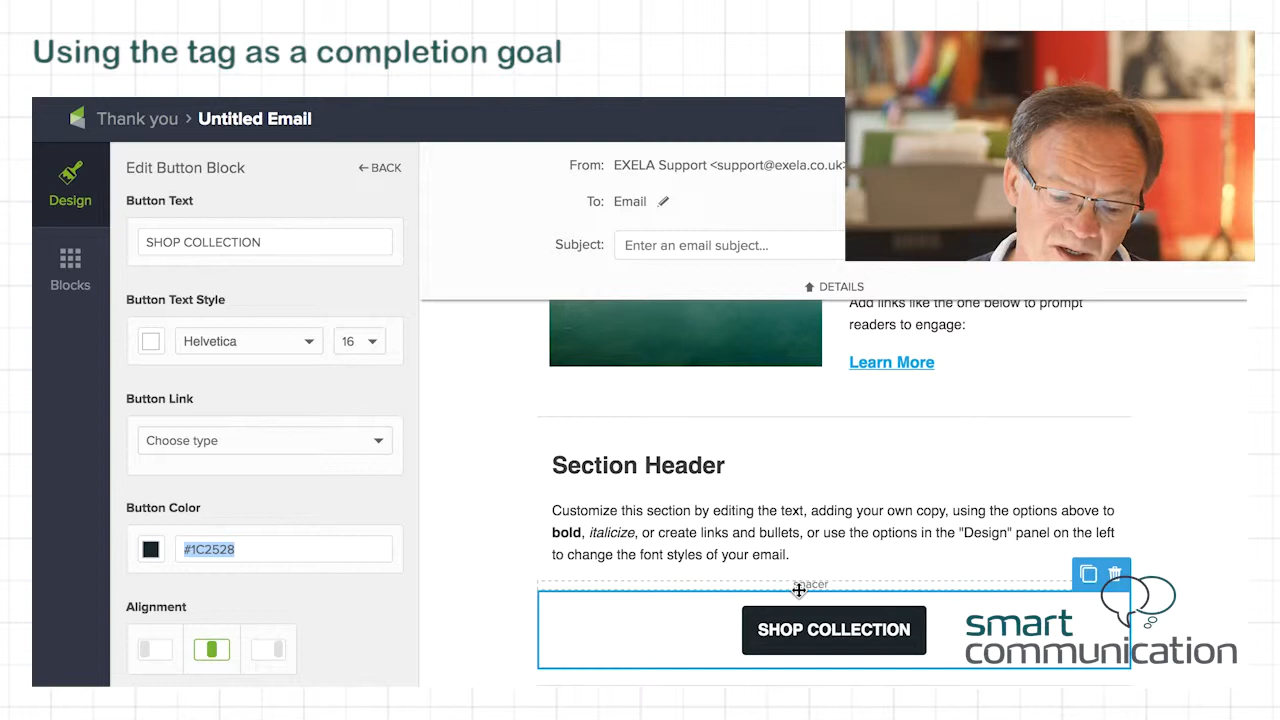 Using the tag as a completion goal
Thank you › Untitled Email
Design
Blocks
Edit Button Block
← BACK
Button Text
SHOP COLLECTION
Button Text Style
Helvetica
16
Button Link
Choose type
Button Color
#1C2528
Alignment
From: EXELA Support <support@exela.co.uk>
To: Email
Subject: Enter an email subject...
DETAILS
Add links like the one below to prompt
readers to engage:
Learn More
Section Header
Customize this section by editing the text, adding your own copy, using the options above to
bold, italicize, or create links and bullets, or use the options in the "Design" panel on the left
to change the font styles of your email.
spacer
SHOP COLLECTION
smart
communication